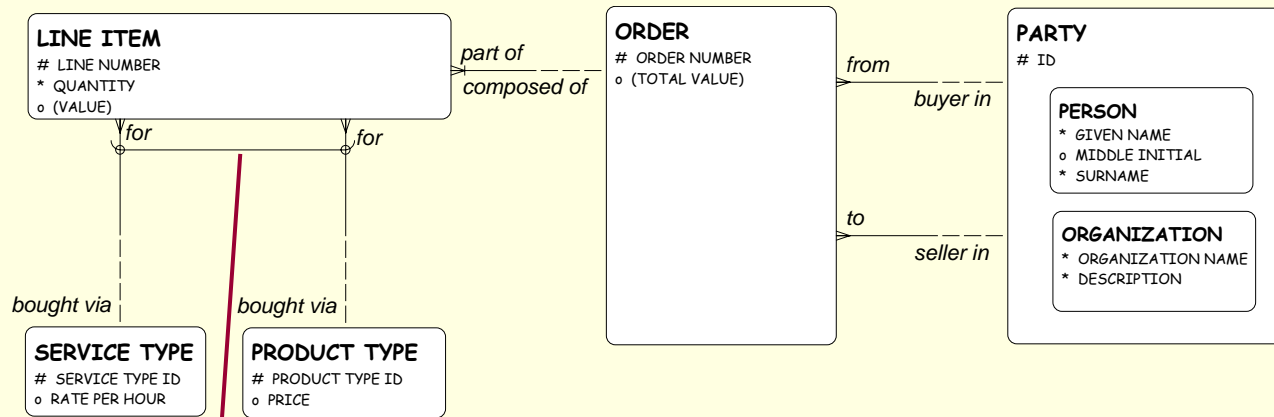 LINE ITEM
# LINE NUMBER
* QUANTITY
o (VALUE)
part of
composed of
ORDER
# ORDER NUMBER
o (TOTAL VALUE)
from
buyer in
to
seller in
PARTY
# ID
PERSON
* GIVEN NAME
o MIDDLE INITIAL
* SURNAME
ORGANIZATION
* ORGANIZATION NAME
* DESCRIPTION
for
for
bought via
bought via
SERVICE TYPE
# SERVICE TYPE ID
o RATE PER HOUR
PRODUCT TYPE
# PRODUCT TYPE ID
o PRICE